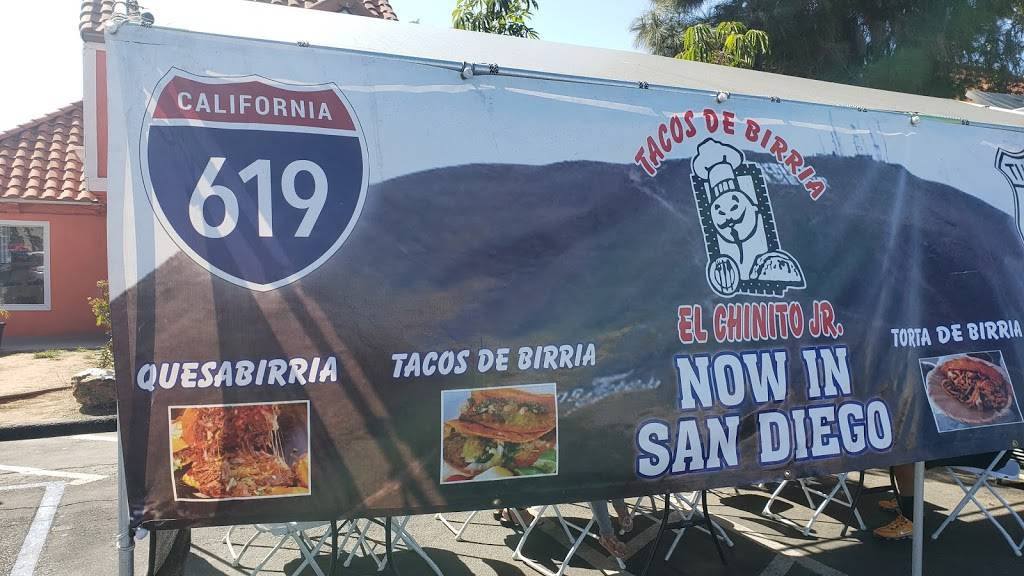 CALIFORNIA
619
TACOS DE BIRRIA
EL CHINITO JR.
NOW IN
SAN DIEGO
QUESABIRRIA
TACOS DE BIRRIA
TORTA DE BIRRIA